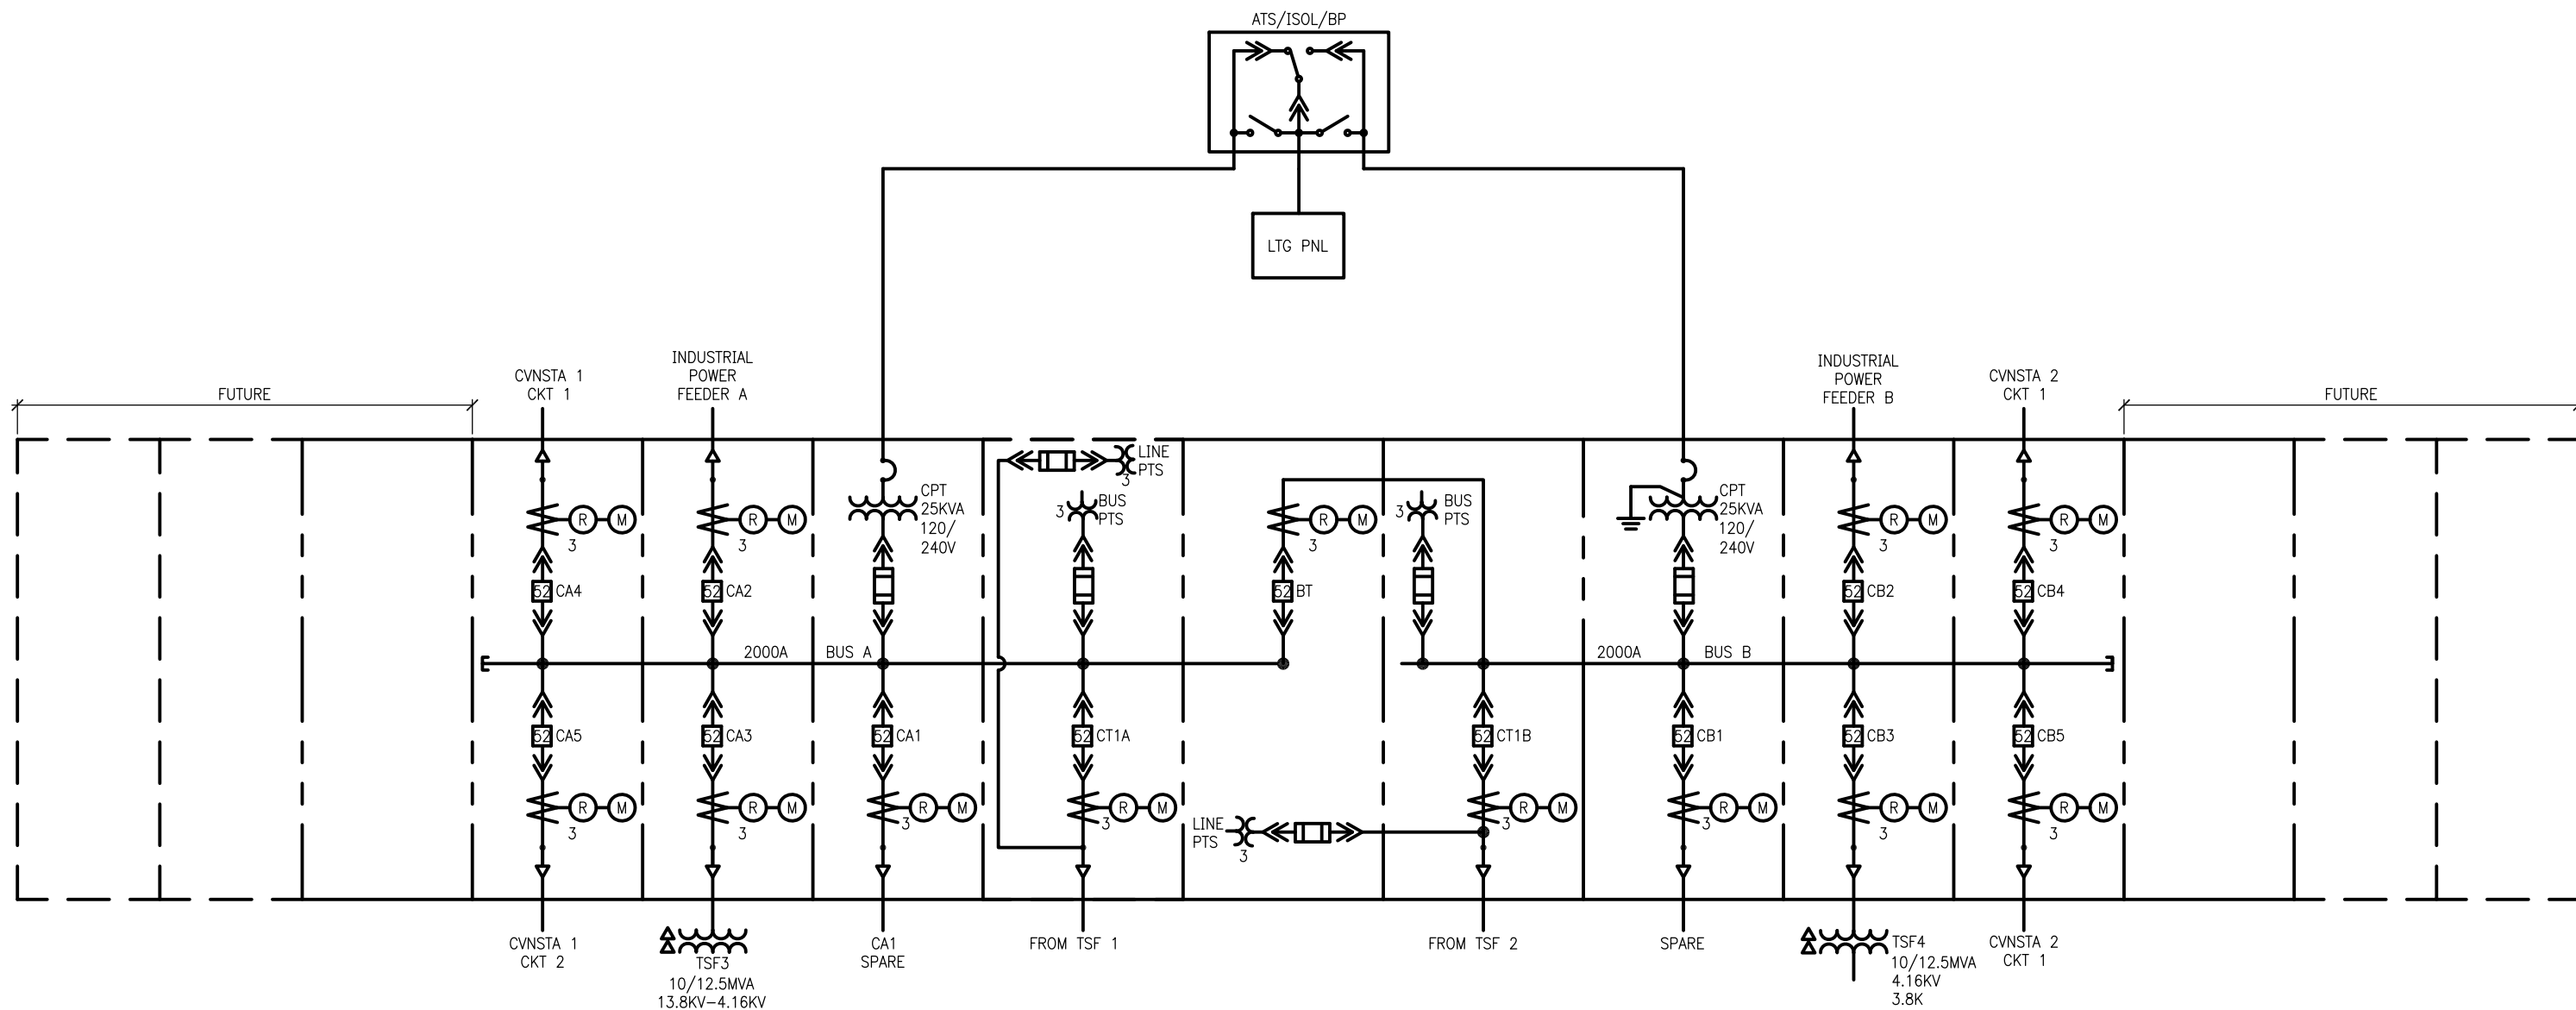 ATS/ISOL/BP
LTG PNL
FUTURE
CVNSTA 1
CKT 1
INDUSTRIAL
POWER
FEEDER A
INDUSTRIAL
POWER
FEEDER B
CVNSTA 2
CKT 1
FUTURE
LINE
PTS
3
CPT
25KVA
120/
240V
3
BUS
PTS
3
BUS
PTS
CPT
25KVA
120/
240V
R M
3
R M
3
R M
3
R M
3
R M
3
52 CA4
52 CA2
52 BT
52 CB2
52 CB4
2000A BUS A
2000A BUS B
52 CA5
52 CA3
52 CA1
52 CT1A
52 CT1B
52 CB1
52 CB3
52 CB5
R M
3
R M
3
R M
3
R M
3
LINE
PTS
3
R M
3
R M
3
R M
3
R M
3
CVNSTA 1
CKT 2
TSF3
10/12.5MVA
13.8KV-4.16KV
CA1
SPARE
FROM TSF 1
FROM TSF 2
SPARE
TSF4
10/12.5MVA
4.16KV
3.8K
CVNSTA 2
CKT 1